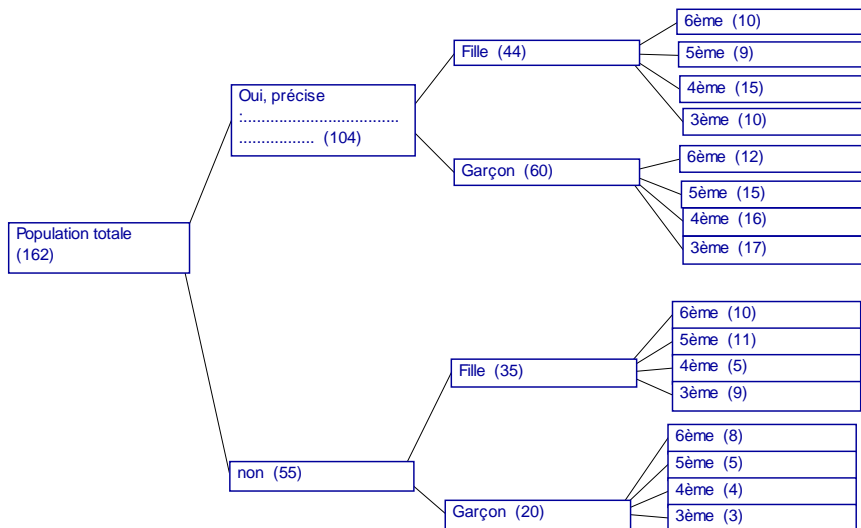 6ème (10)
Fille (44)
5ème (9)
4ème (15)
3ème (10)
Oui, précise
:..................................
................. (104)
6ème (12)
Garçon (60)
5ème (15)
4ème (16)
3ème (17)
Population totale
(162)
6ème (10)
5ème (11)
Fille (35)
4ème (5)
3ème (9)
non (55)
6ème (8)
5ème (5)
4ème (4)
Garçon (20)
3ème (3)